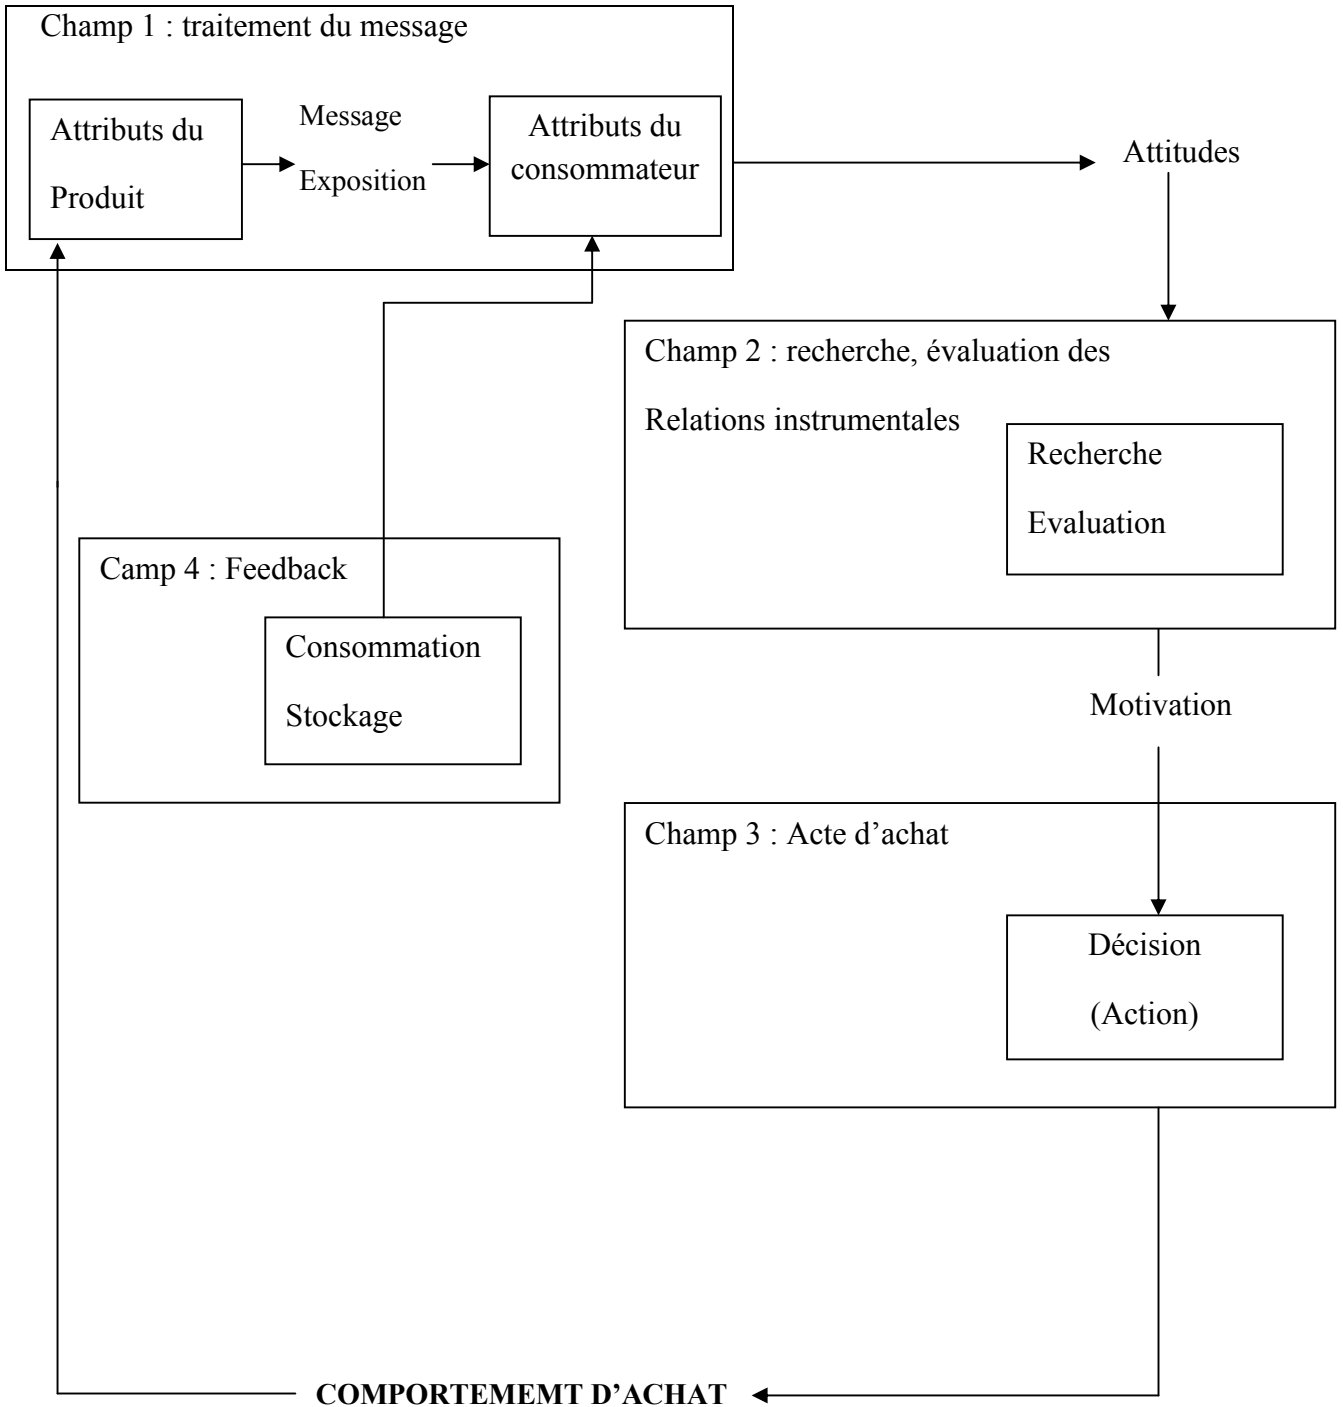 Champ 1 : traitement du message
Attributs du
Produit
Message
Exposition
Attributs du
consommateur
Attitudes
Champ 2 : recherche, évaluation des
Relations instrumentales
Recherche
Evaluation
Camp 4 : Feedback
Consommation
Stockage
Motivation
Champ 3 : Acte d’achat
Décision
(Action)
COMPORTEMEMT D’ACHAT